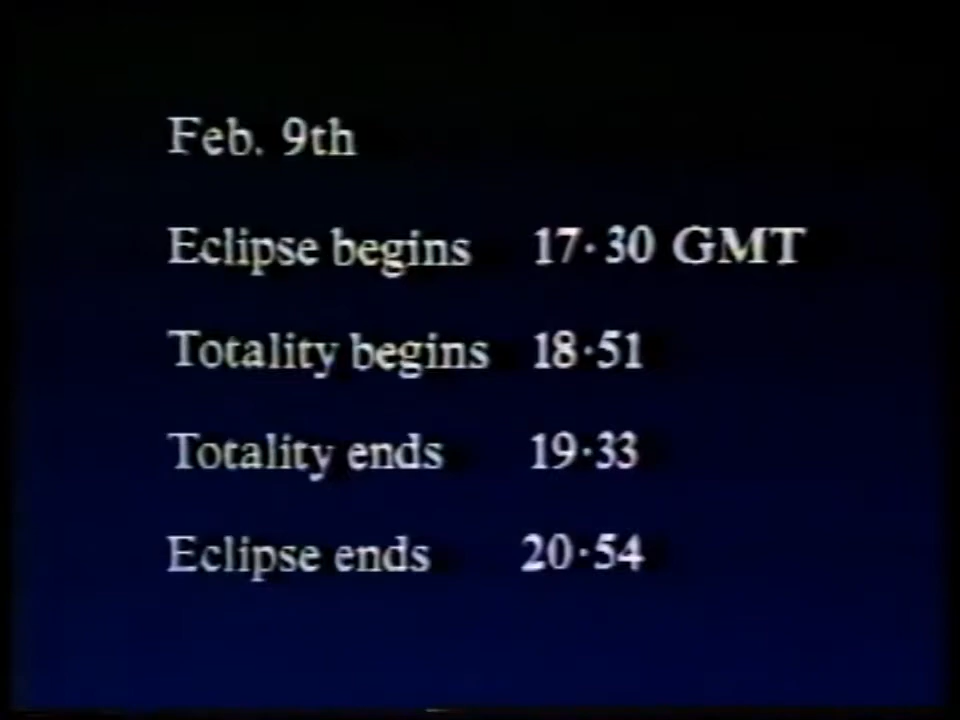 Feb. 9th
Eclipse begins 17·30 GMT
Totality begins 18·51
Totality ends 19·33
Eclipse ends 20·54